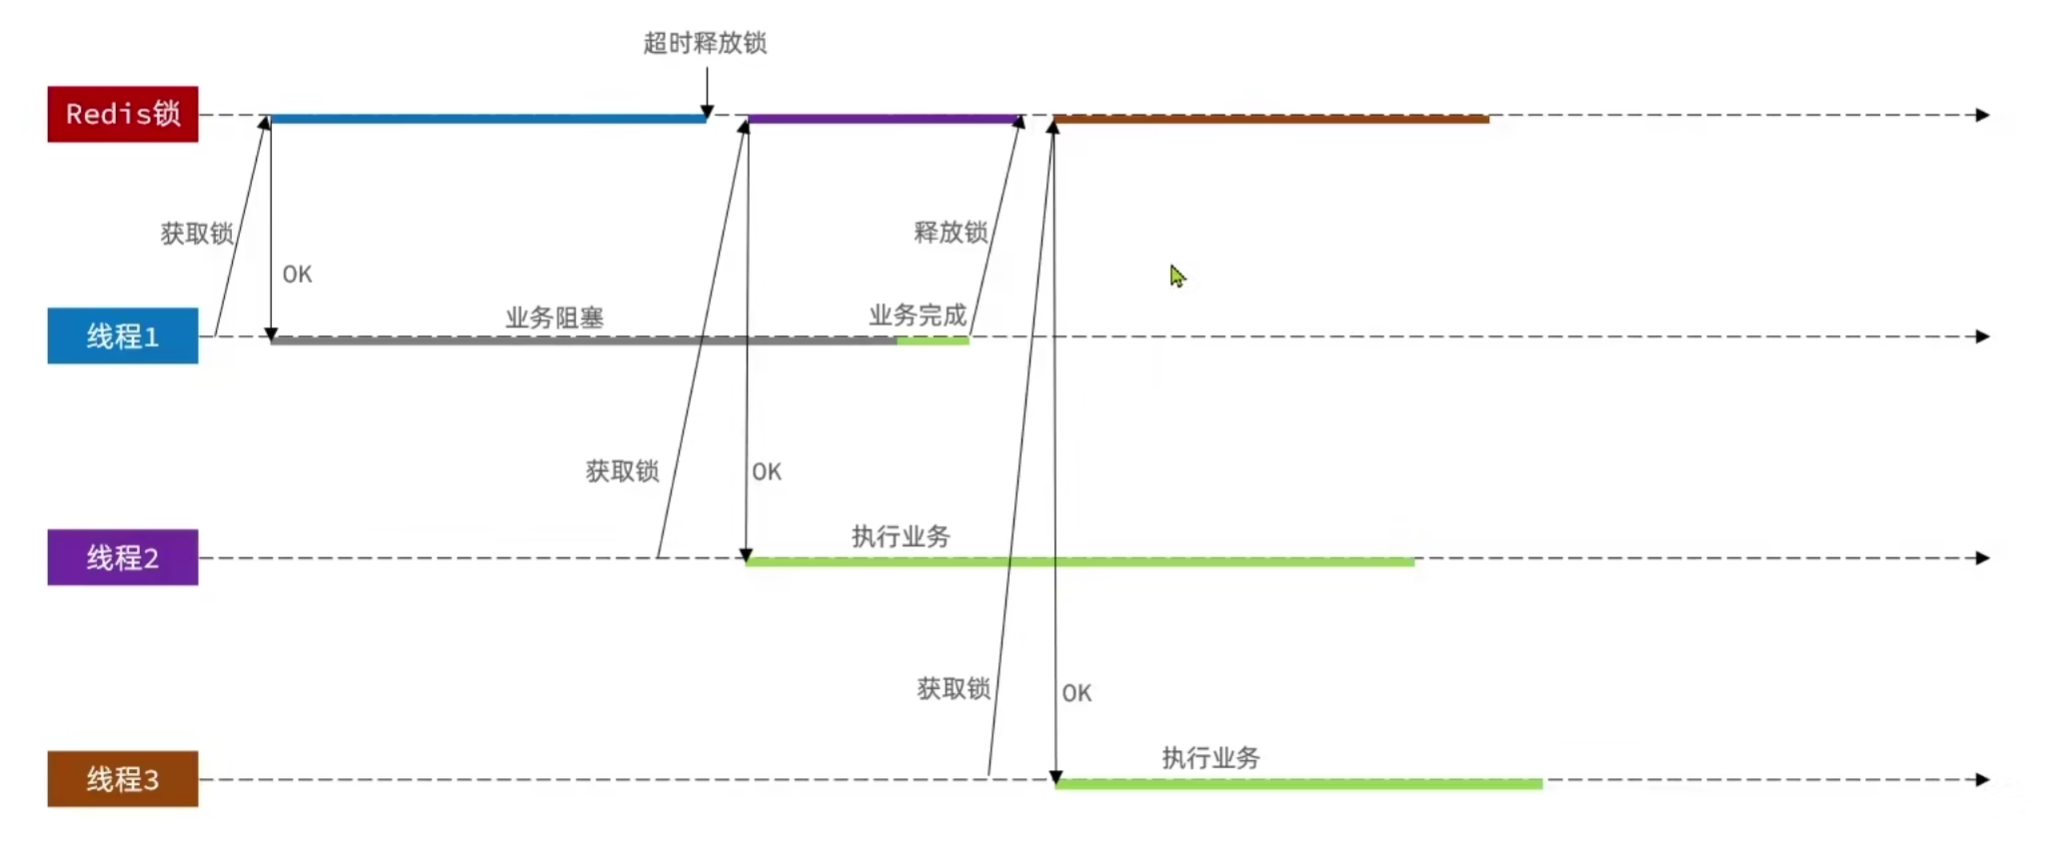 超时释放锁
Redis锁
获取锁
释放锁
OK
业务阻塞
业务完成
线程1
获取锁
OK
执行业务
线程2
获取锁
OK
执行业务
线程3